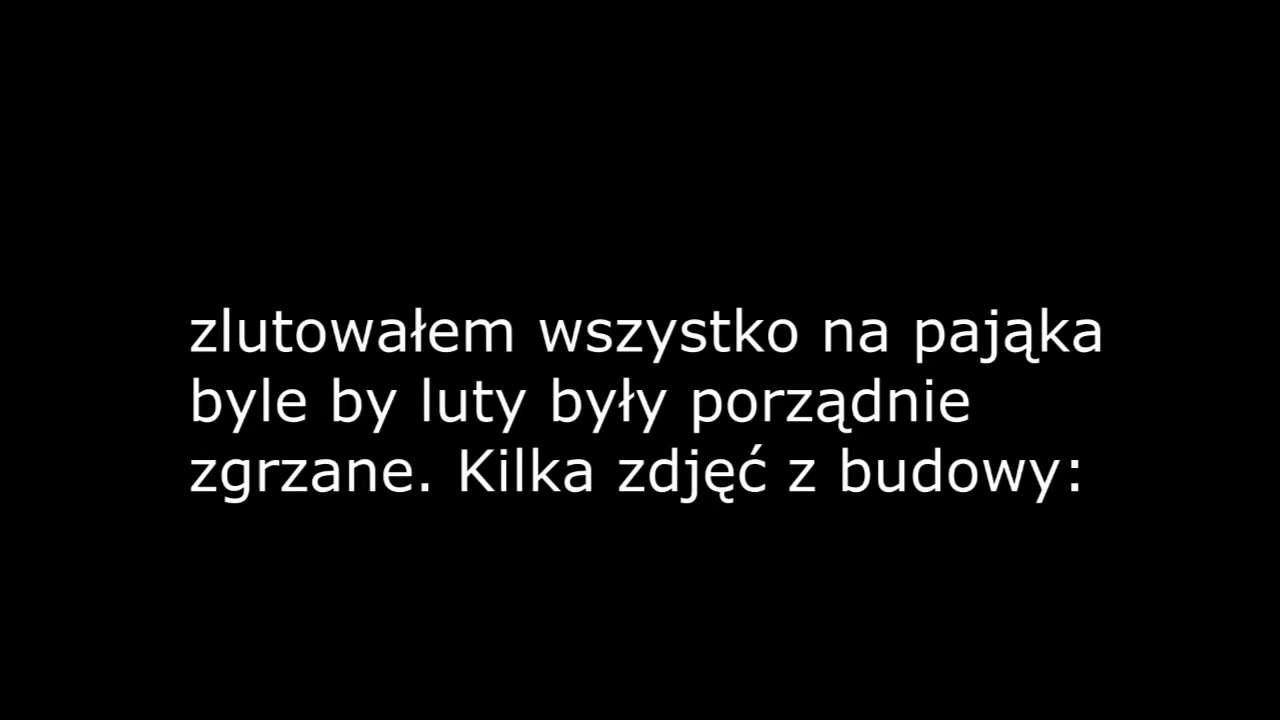 zlutowałem wszystko na pająka
byle by luty były porządnie
zgrzane. Kilka zdjęć z budowy: